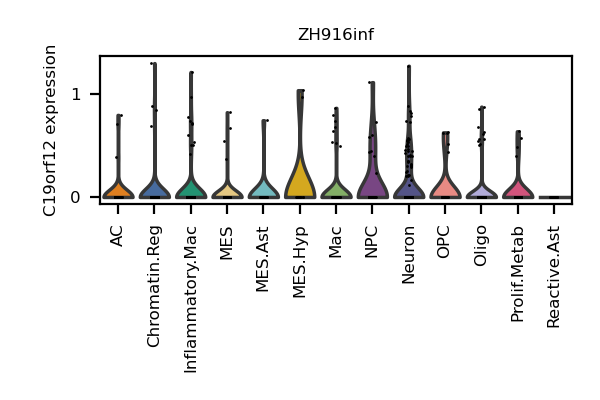 ZH916inf
C19orf12 expression
1
0
AC
Chromatin.Reg
Inflammatory.Mac
MES
MES.Ast
MES.Hyp
Mac
NPC
Neuron
OPC
Oligo
Prolif.Metab
Reactive.Ast